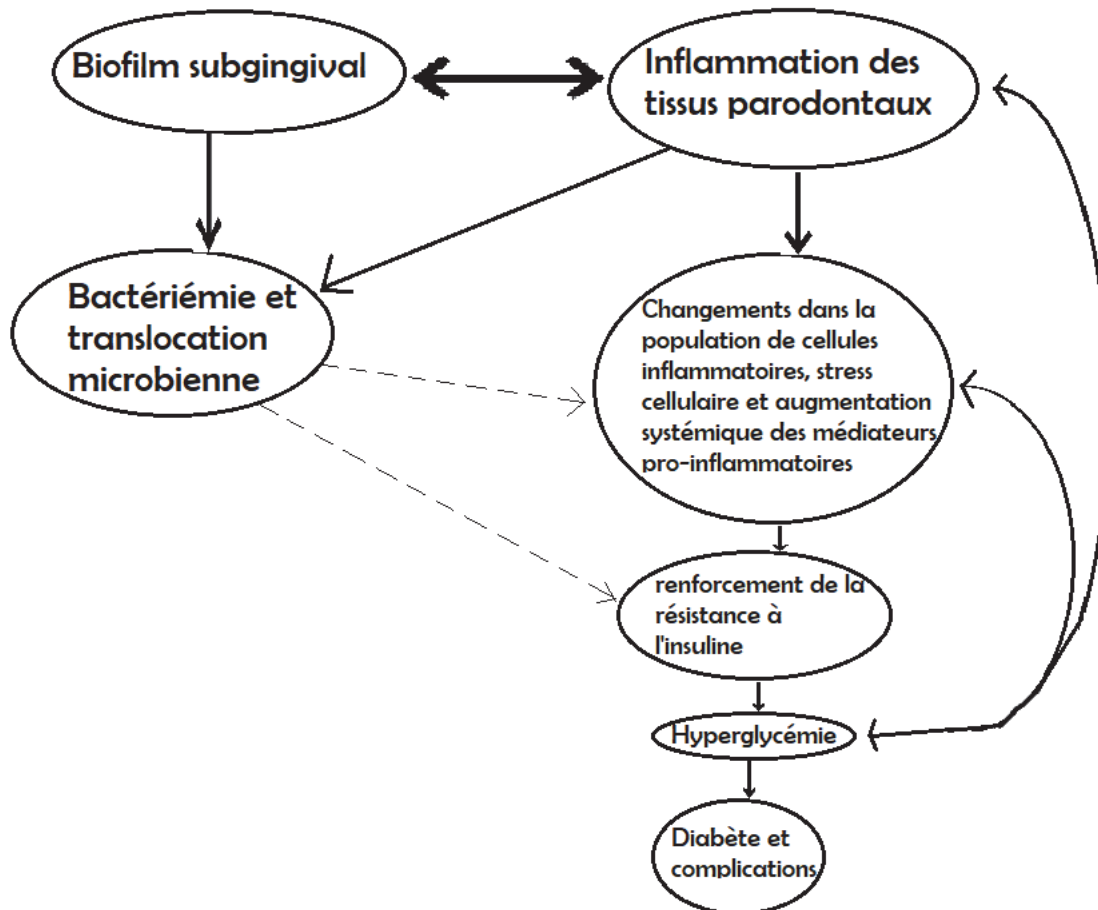 Biofilm subgingival
Inflammation des
tissus parodontaux
Bactériémie et
translocation
microbienne
Changements dans la
population de cellules
inflammatoires, stress
cellulaire et augmentation
systémique des médiateurs
pro-inflammatoires
renforcement de la
résistance à
l'insuline
Hyperglycémie
Diabète et
complications